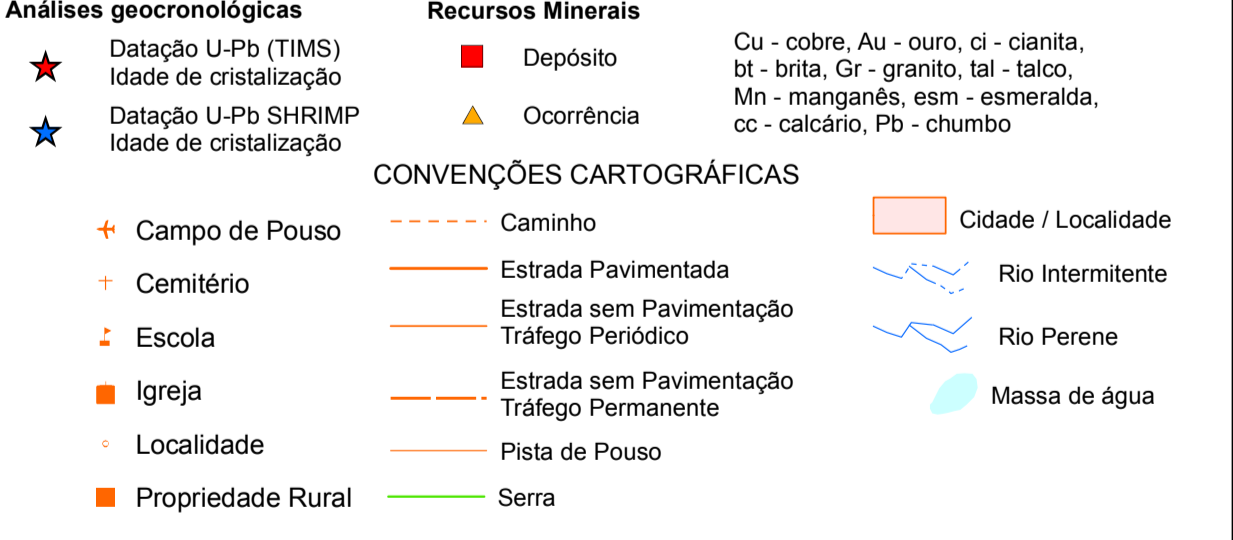 Análises geocronológicas
Datação U-Pb (TIMS)
Idade de cristalização
Datação U-Pb SHRIMP
Idade de cristalização
Recursos Minerais
Depósito
Ocorrência
Cu - cobre, Au - ouro, ci - cianita,
bt - brita, Gr - granito, tal - talco,
Mn - manganês, esm - esmeralda,
cc - calcário, Pb - chumbo
CONVENÇÕES CARTOGRÁFICAS
Campo de Pouso
Cemitério
Escola
Igreja
Localidade
Propriedade Rural
Caminho
Estrada Pavimentada
Estrada sem Pavimentação
Tráfego Periódico
Estrada sem Pavimentação
Tráfego Permanente
Pista de Pouso
Serra
Cidade / Localidade
Rio Intermitente
Rio Perene
Massa de água